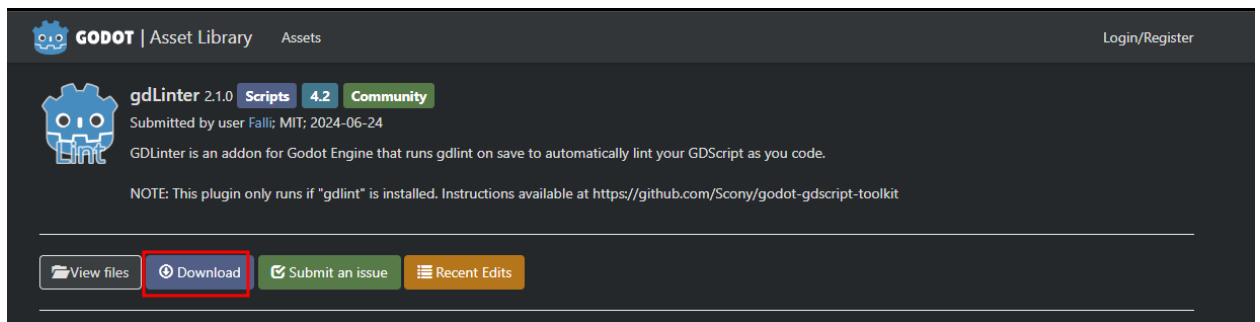 GODOT | Asset Library Assets Login/Register
gdLinter 2.1.0 Scripts 4.2 Community
Submitted by user Falli; MIT; 2024-06-24
GDLinter is an addon for Godot Engine that runs gdlint on save to automatically lint your GDScript as you code.
NOTE: This plugin only runs if "gdlint" is installed. Instructions available at https://github.com/Scony/godot-gdscript-toolkit
Lint
View files Download Submit an issue Recent Edits